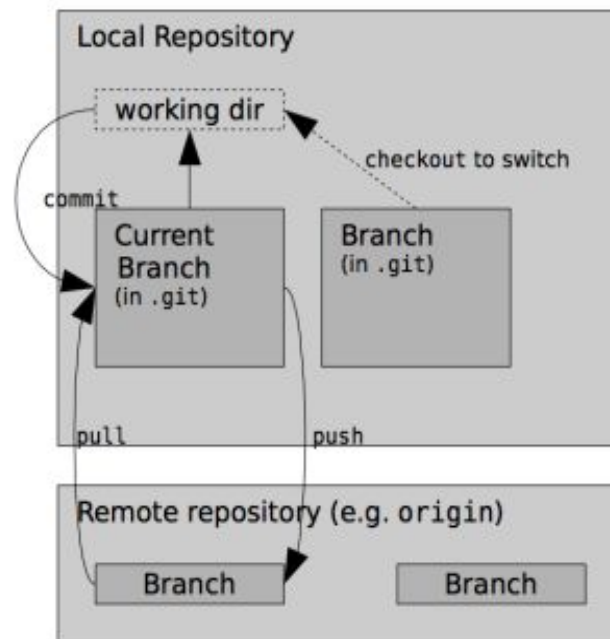 Local Repository
working dir
checkout to switch
commit
Current
Branch
(in .git)
Branch
(in .git)
pull
push
Remote repository (e.g. origin)
Branch
Branch